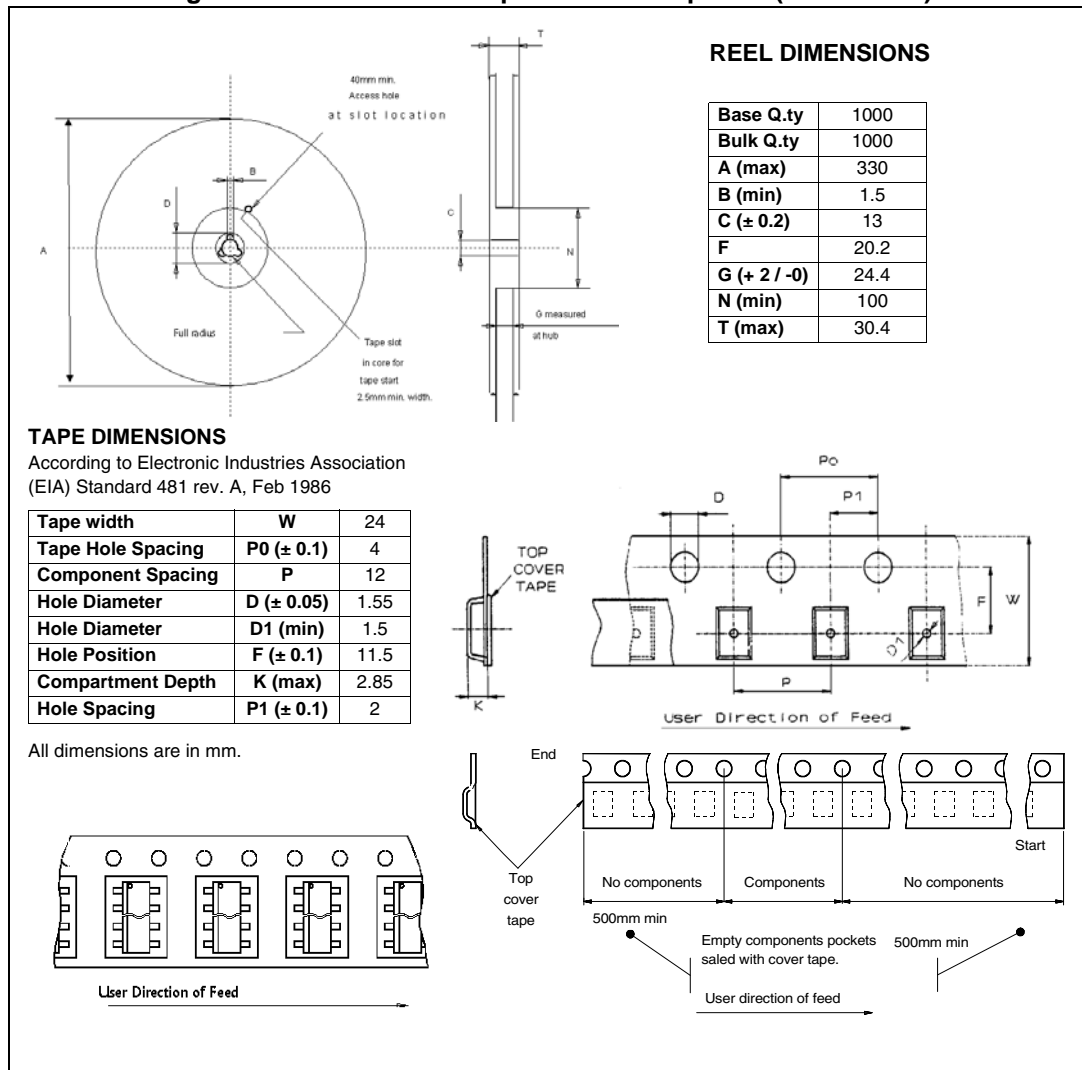 REEL DIMENSIONS
T
40mm min.
Access hole
at slot location
B
D
C
A
N
Full radius
Tape slot
in core for
tape start
2.5mm min. width.
G measured
at hub
Base Q.ty 1000
Bulk Q.ty 1000
A (max) 330
B (min) 1.5
C (± 0.2) 13
F 20.2
G (+ 2 / -0) 24.4
N (min) 100
T (max) 30.4
TAPE DIMENSIONS
According to Electronic Industries Association
(EIA) Standard 481 rev. A, Feb 1986
Tape width W 24
Tape Hole Spacing P0 (± 0.1) 4
Component Spacing P 12
Hole Diameter D (± 0.05) 1.55
Hole Diameter D1 (min) 1.5
Hole Position F (± 0.1) 11.5
Compartment Depth K (max) 2.85
Hole Spacing P1 (± 0.1) 2
All dimensions are in mm.
Po
D
P1
TOP
COVER
TAPE
F
W
D1
K
P
User Direction of Feed
End
Start
Top
cover
tape
No components
Components
No components
500mm min
Empty components pockets
saled with cover tape.
500mm min
User direction of feed
User Direction of Feed